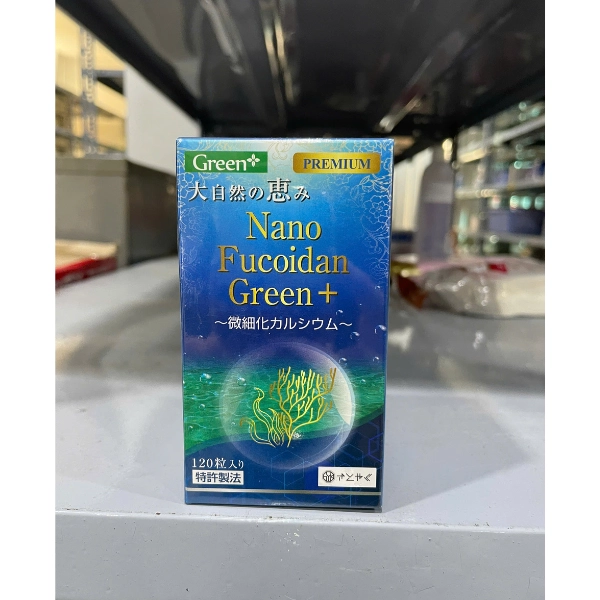 Green+
PREMIUM
大自然の恵み
Nano
Fucoidan
Green+
～微細化カルシウム～
120粒入り
特許製法